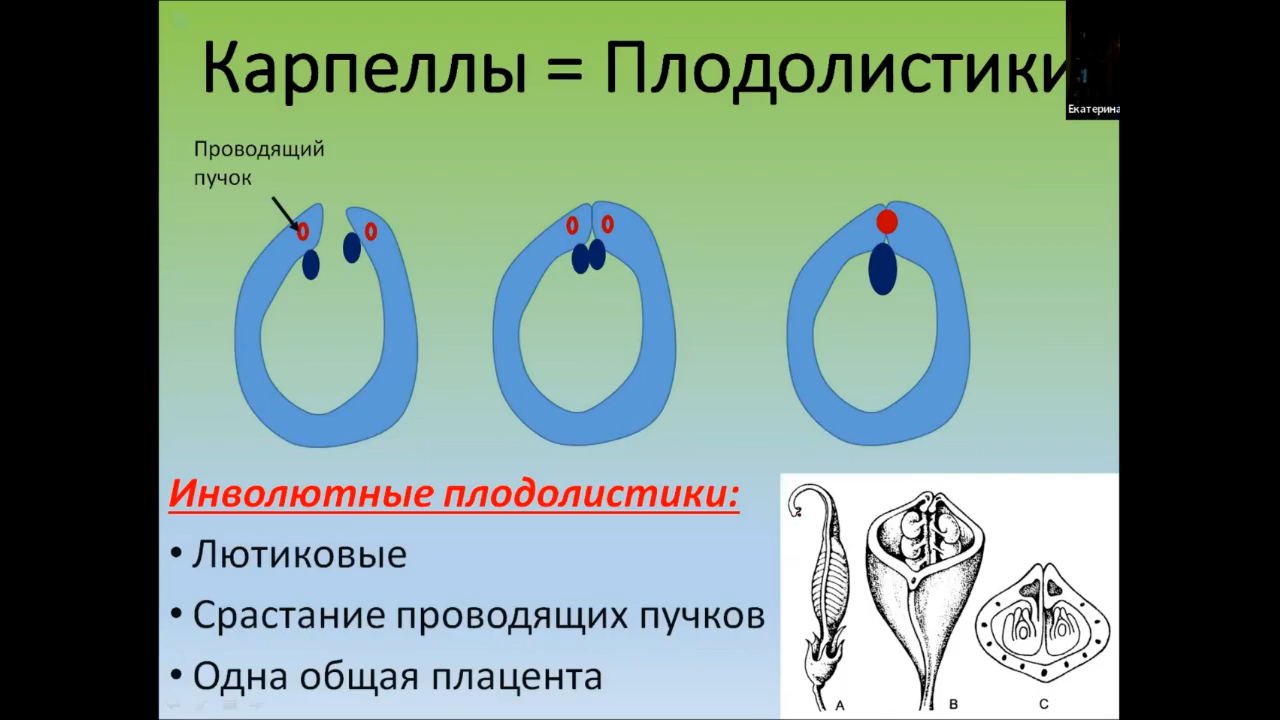 Карпеллы = Плодолистики
Екатерина
Проводящий
пучок
Инволютные плодолистики:
• Лютиковые
• Срастание проводящих пучков
• Одна общая плацента
A
B
C